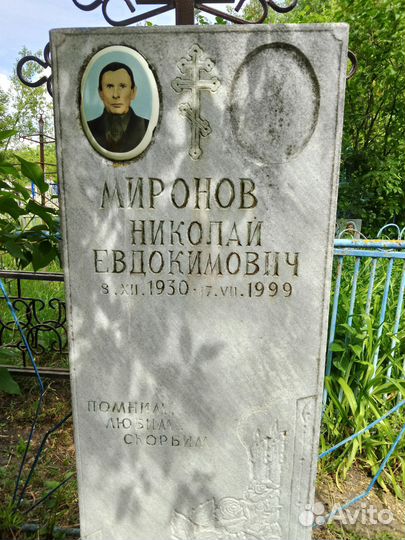 МИРОНОВ
НИКОЛАЙ
ЕВДОКИМОВИЧ
8.XII.1930-17.VII.1999
ПОМНИМ
ЛЮБИМ
СКОРБИМ
Avito